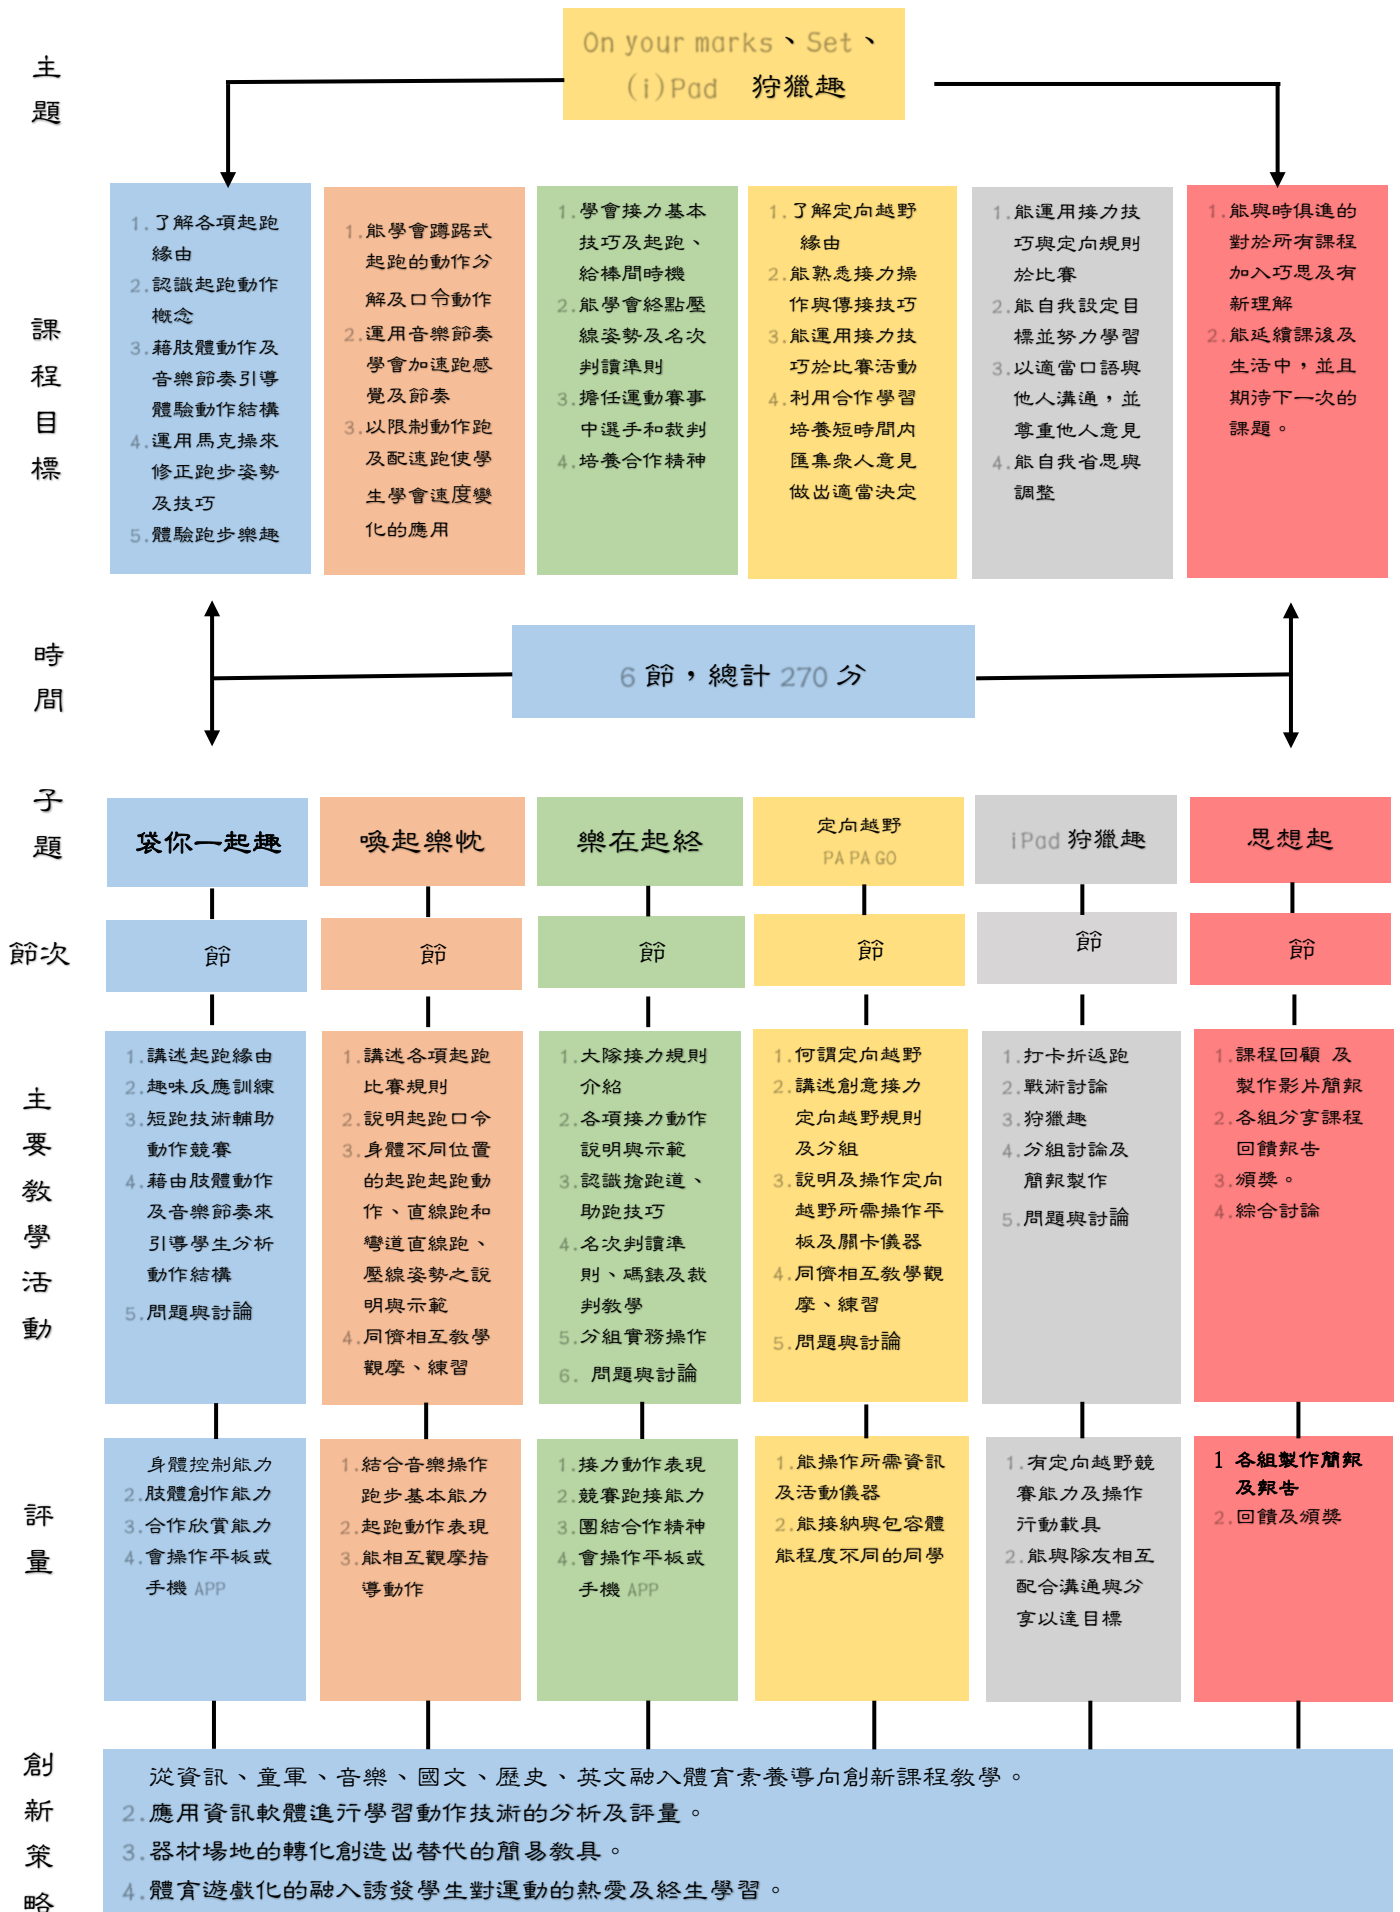 主題
On your marks、Set、
(i)Pad 狩獵趣
課程目標
1.了解各項起跑
緣由
2.認識起跑動作
概念
3.藉肢體動作及
音樂節奏引導
體驗動作結構
4.運用馬克操來
修正跑步姿勢
及技巧
5.體驗跑步樂趣
1.能學會蹲踞式
起跑的動作分
解及口令動作
2.運用音樂節奏
學會加速跑感
覺及節奏
3.以限制動作跑
及配速跑使學
生學會速度變
化的應用
1.學會接力基本
技巧及起跑、
給棒間時機
2.能學會終點壓
線姿勢及名次
判讀準則
3.擔任運動賽事
中選手和裁判
4.培養合作精神
1.了解定向越野
緣由
2.能熟悉接力操
作與傳接技巧
3.能運用接力技
巧於比賽活動
4.利用合作學習
培養短時間內
匯集眾人意見
做出適當決定
1.能運用接力技
巧與定向規則
於比賽
2.能自我設定目
標並努力學習
3.以適當口語與
他人溝通，並
尊重他人意見
4.能自我省思與
調整
1.能與時俱進的
對於所有課程
加入巧思及有
新理解
2.能延續課後及
生活中，並且
期待下一次的
課題。
時間
6 節，總計 270 分
子題
袋你一起趣
喚起樂忱
樂在起終
定向越野
PA PA GO
iPad 狩獵趣
思想起
節次
節
節
節
節
節
節
主要教學活動
1.講述起跑緣由
2.趣味反應訓練
3.短跑技術輔助
動作競賽
4.藉由肢體動作
及音樂節奏來
引導學生分析
動作結構
5.問題與討論
1.講述各項起跑
比賽規則
2.說明起跑口令
3.身體不同位置
的起跑起跑動
作、直線跑和
彎道直線跑、
壓線姿勢之說
明與示範
4.同儕相互教學
觀摩、練習
1.大隊接力規則
介紹
2.各項接力動作
說明與示範
3.認識搶跑道、
助跑技巧
4.名次判讀準
則、碼錶及裁
判教學
5.分組實務操作
6. 問題與討論
1.何謂定向越野
2.講述創意接力
定向越野規則
及分組
3.說明及操作定向
越野所需操作平
板及關卡儀器
4.同儕相互教學觀
摩、練習
5.問題與討論
1.打卡折返跑
2.戰術討論
3.狩獵趣
4.分組討論及
簡報製作
5.問題與討論
1.課程回顧 及
製作影片簡報
2.各組分享課程
回饋報告
3.頒獎。
4.綜合討論
評量
身體控制能力
2.肢體創作能力
3.合作欣賞能力
4.會操作平板或
手機 APP
1.結合音樂操作
跑步基本能力
2.起跑動作表現
3.能相互觀摩指
導動作
1.接力動作表現
2.競賽跑接能力
3.團結合作精神
4.會操作平板或
手機 APP
1.能操作所需資訊
及活動儀器
2.能接納與包容體
能程度不同的同學
1.有定向越野競
賽能力及操作
行動載具
2.能與隊友相互
配合溝通與分
享以達目標
1 各組製作簡報
及報告
2.回饋及頒獎
創新策略
從資訊、童軍、音樂、國文、歷史、英文融入體育素養導向創新課程教學。
2.應用資訊軟體進行學習動作技術的分析及評量。
3.器材場地的轉化創造出替代的簡易教具。
4.體育遊戲化的融入誘發學生對運動的熱愛及終生學習。